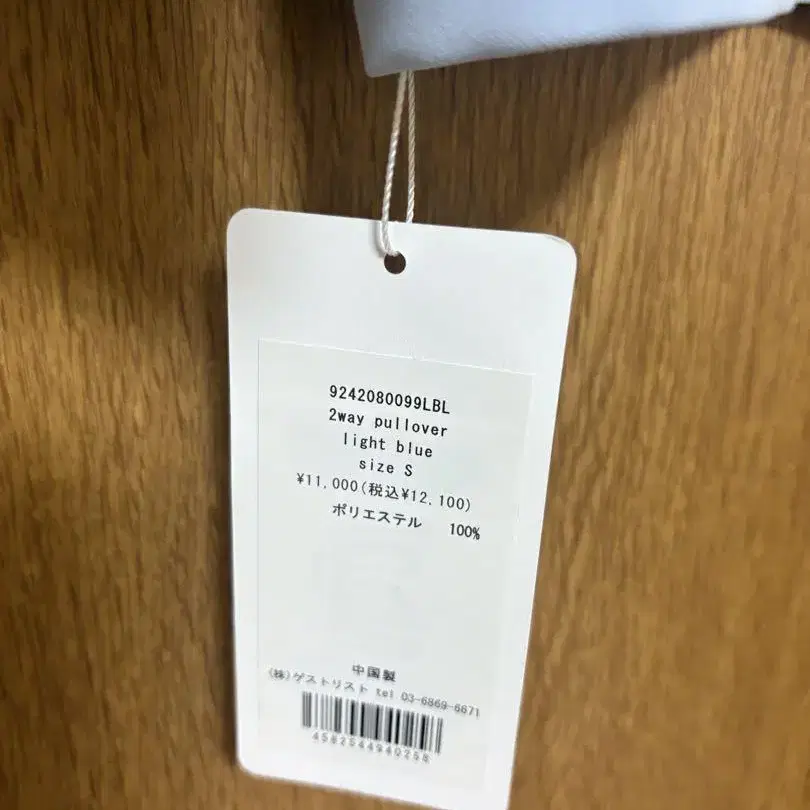 9242080099LBL
2way pullover
light blue
size S
¥11,000(税込¥12,100)
ポリエステル 100%
中国製
(株)ゲストリスト tel 03-6869-6671
4582544940258